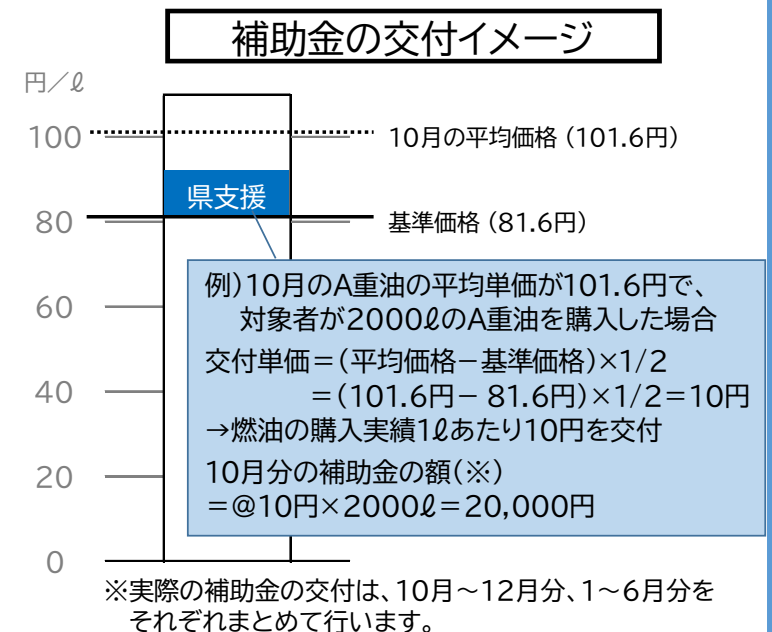 補助金の交付イメージ
円／ℓ
100
10月の平均価格（101.6円）
県支援
80
基準価格（81.6円）
例）10月のA重油の平均単価が101.6円で、
対象者が2000ℓのA重油を購入した場合
60
交付単価＝（平均価格－基準価格）×1/2
＝（101.6円－ 81.6円）×1/2＝10円
40
→燃油の購入実績1ℓあたり10円を交付
10月分の補助金の額（※）
20
＝@10円×2000ℓ＝20,000円
0
※実際の補助金の交付は、10月～12月分、1～6月分を
それぞれまとめて行います。